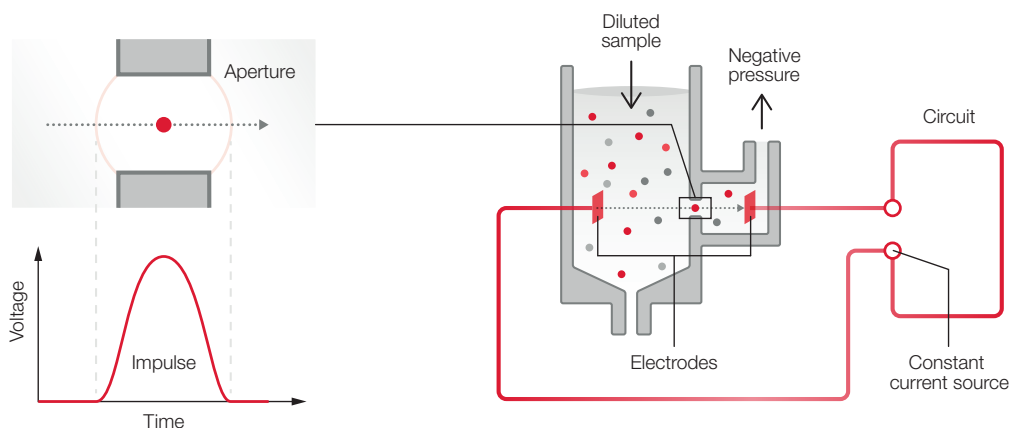 Aperture
Voltage
Impulse
Time
Diluted
sample
Negative
pressure
Circuit
Electrodes
Constant
current source